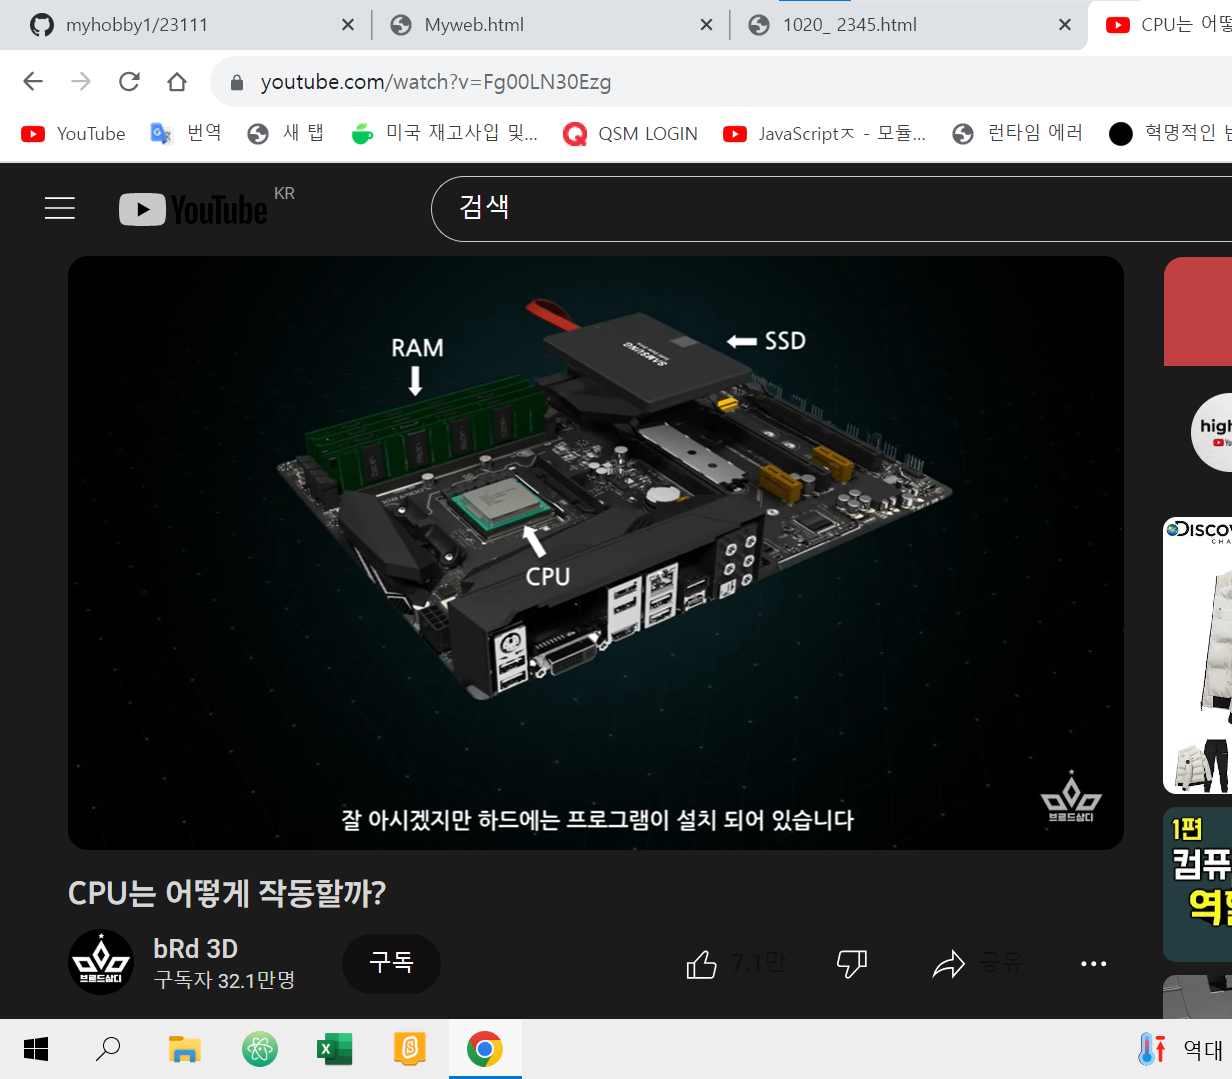 myhobby1/23111
Myweb.html
1020_ 2345.html
CPU는 어떻
youtube.com/watch?v=Fg00LN30Ezg
YouTube
번역
새 탭
미국 재고사입 및...
QSM LOGIN
JavaScriptㅈ - 모듈...
런타임 에러
혁명적인
YouTube KR
검색
RAM
SSD
SAMSUNG
CPU
브르드삼디
잘 아시겠지만 하드에는 프로그램이 설치 되어 있습니다
CPU는 어떻게 작동할까?
브르드삼디
bRd 3D
구독자 32.1만명
구독
7.1만
공유
high
DISCOV
CHA
1편
컴퓨
역할
역대